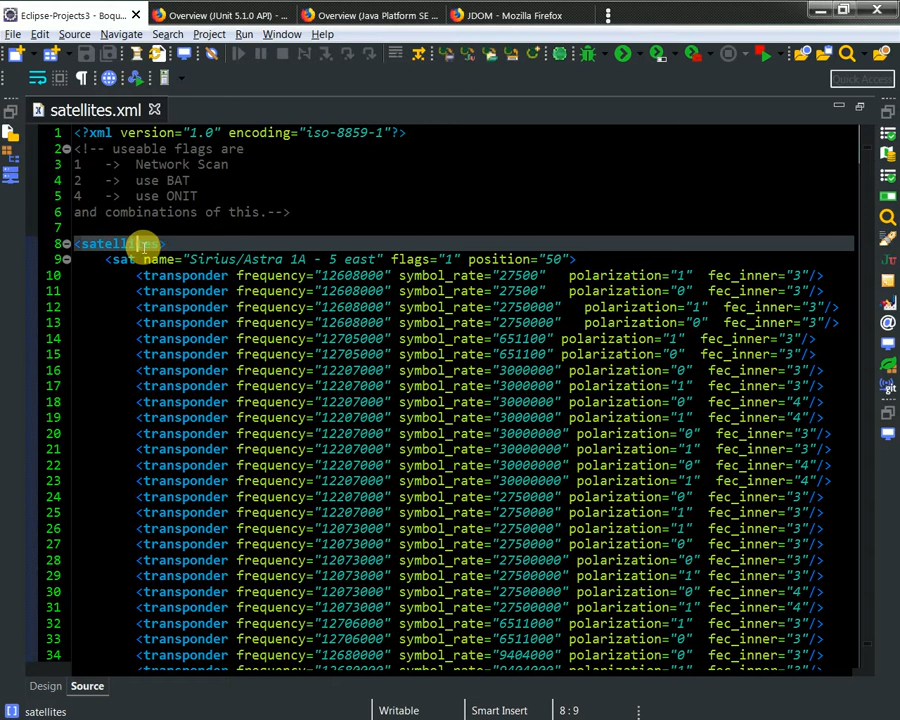 Eclipse-Projects3 - Boqu...
Overview (JUnit 5.1.0 API) - ...
Overview (Java Platform SE ...
JDOM - Mozilla Firefox
File Edit Source Navigate Search Project Run Window Help
Quick Access
satellites.xml
1 <?xml version="1.0" encoding="iso-8859-1"?>
2 <!-- useable flags are
3 1 -> Network Scan
4 2 -> use BAT
5 4 -> use ONIT
6 and combinations of this.-->
7
8 <satellites>
9 <sat name="Sirius/Astra 1A - 5 east" flags="1" position="50">
10 <transponder frequency="12608000" symbol_rate="27500" polarization="1" fec_inner="3"/>
11 <transponder frequency="12608000" symbol_rate="27500" polarization="0" fec_inner="3"/>
12 <transponder frequency="12608000" symbol_rate="2750000" polarization="1" fec_inner="3"/>
13 <transponder frequency="12608000" symbol_rate="2750000" polarization="0" fec_inner="3"/>
14 <transponder frequency="12705000" symbol_rate="651100" polarization="1" fec_inner="3"/>
15 <transponder frequency="12705000" symbol_rate="651100" polarization="0" fec_inner="3"/>
16 <transponder frequency="12207000" symbol_rate="3000000" polarization="0" fec_inner="3"/>
17 <transponder frequency="12207000" symbol_rate="3000000" polarization="1" fec_inner="3"/>
18 <transponder frequency="12207000" symbol_rate="3000000" polarization="0" fec_inner="4"/>
19 <transponder frequency="12207000" symbol_rate="3000000" polarization="1" fec_inner="4"/>
20 <transponder frequency="12207000" symbol_rate="30000000" polarization="0" fec_inner="3"/>
21 <transponder frequency="12207000" symbol_rate="30000000" polarization="1" fec_inner="3"/>
22 <transponder frequency="12207000" symbol_rate="30000000" polarization="0" fec_inner="4"/>
23 <transponder frequency="12207000" symbol_rate="30000000" polarization="1" fec_inner="4"/>
24 <transponder frequency="12207000" symbol_rate="2750000" polarization="0" fec_inner="3"/>
25 <transponder frequency="12207000" symbol_rate="2750000" polarization="1" fec_inner="3"/>
26 <transponder frequency="12073000" symbol_rate="2750000" polarization="1" fec_inner="3"/>
27 <transponder frequency="12073000" symbol_rate="2750000" polarization="0" fec_inner="3"/>
28 <transponder frequency="12073000" symbol_rate="27500000" polarization="0" fec_inner="3"/>
29 <transponder frequency="12073000" symbol_rate="27500000" polarization="1" fec_inner="3"/>
30 <transponder frequency="12073000" symbol_rate="27500000" polarization="0" fec_inner="4"/>
31 <transponder frequency="12073000" symbol_rate="27500000" polarization="1" fec_inner="4"/>
32 <transponder frequency="12706000" symbol_rate="6511000" polarization="1" fec_inner="3"/>
33 <transponder frequency="12706000" symbol_rate="6511000" polarization="0" fec_inner="3"/>
34 <transponder frequency="12680000" symbol_rate="9404000" polarization="0" fec_inner="3"/>
Design Source
satellites Writable Smart Insert 8 : 9